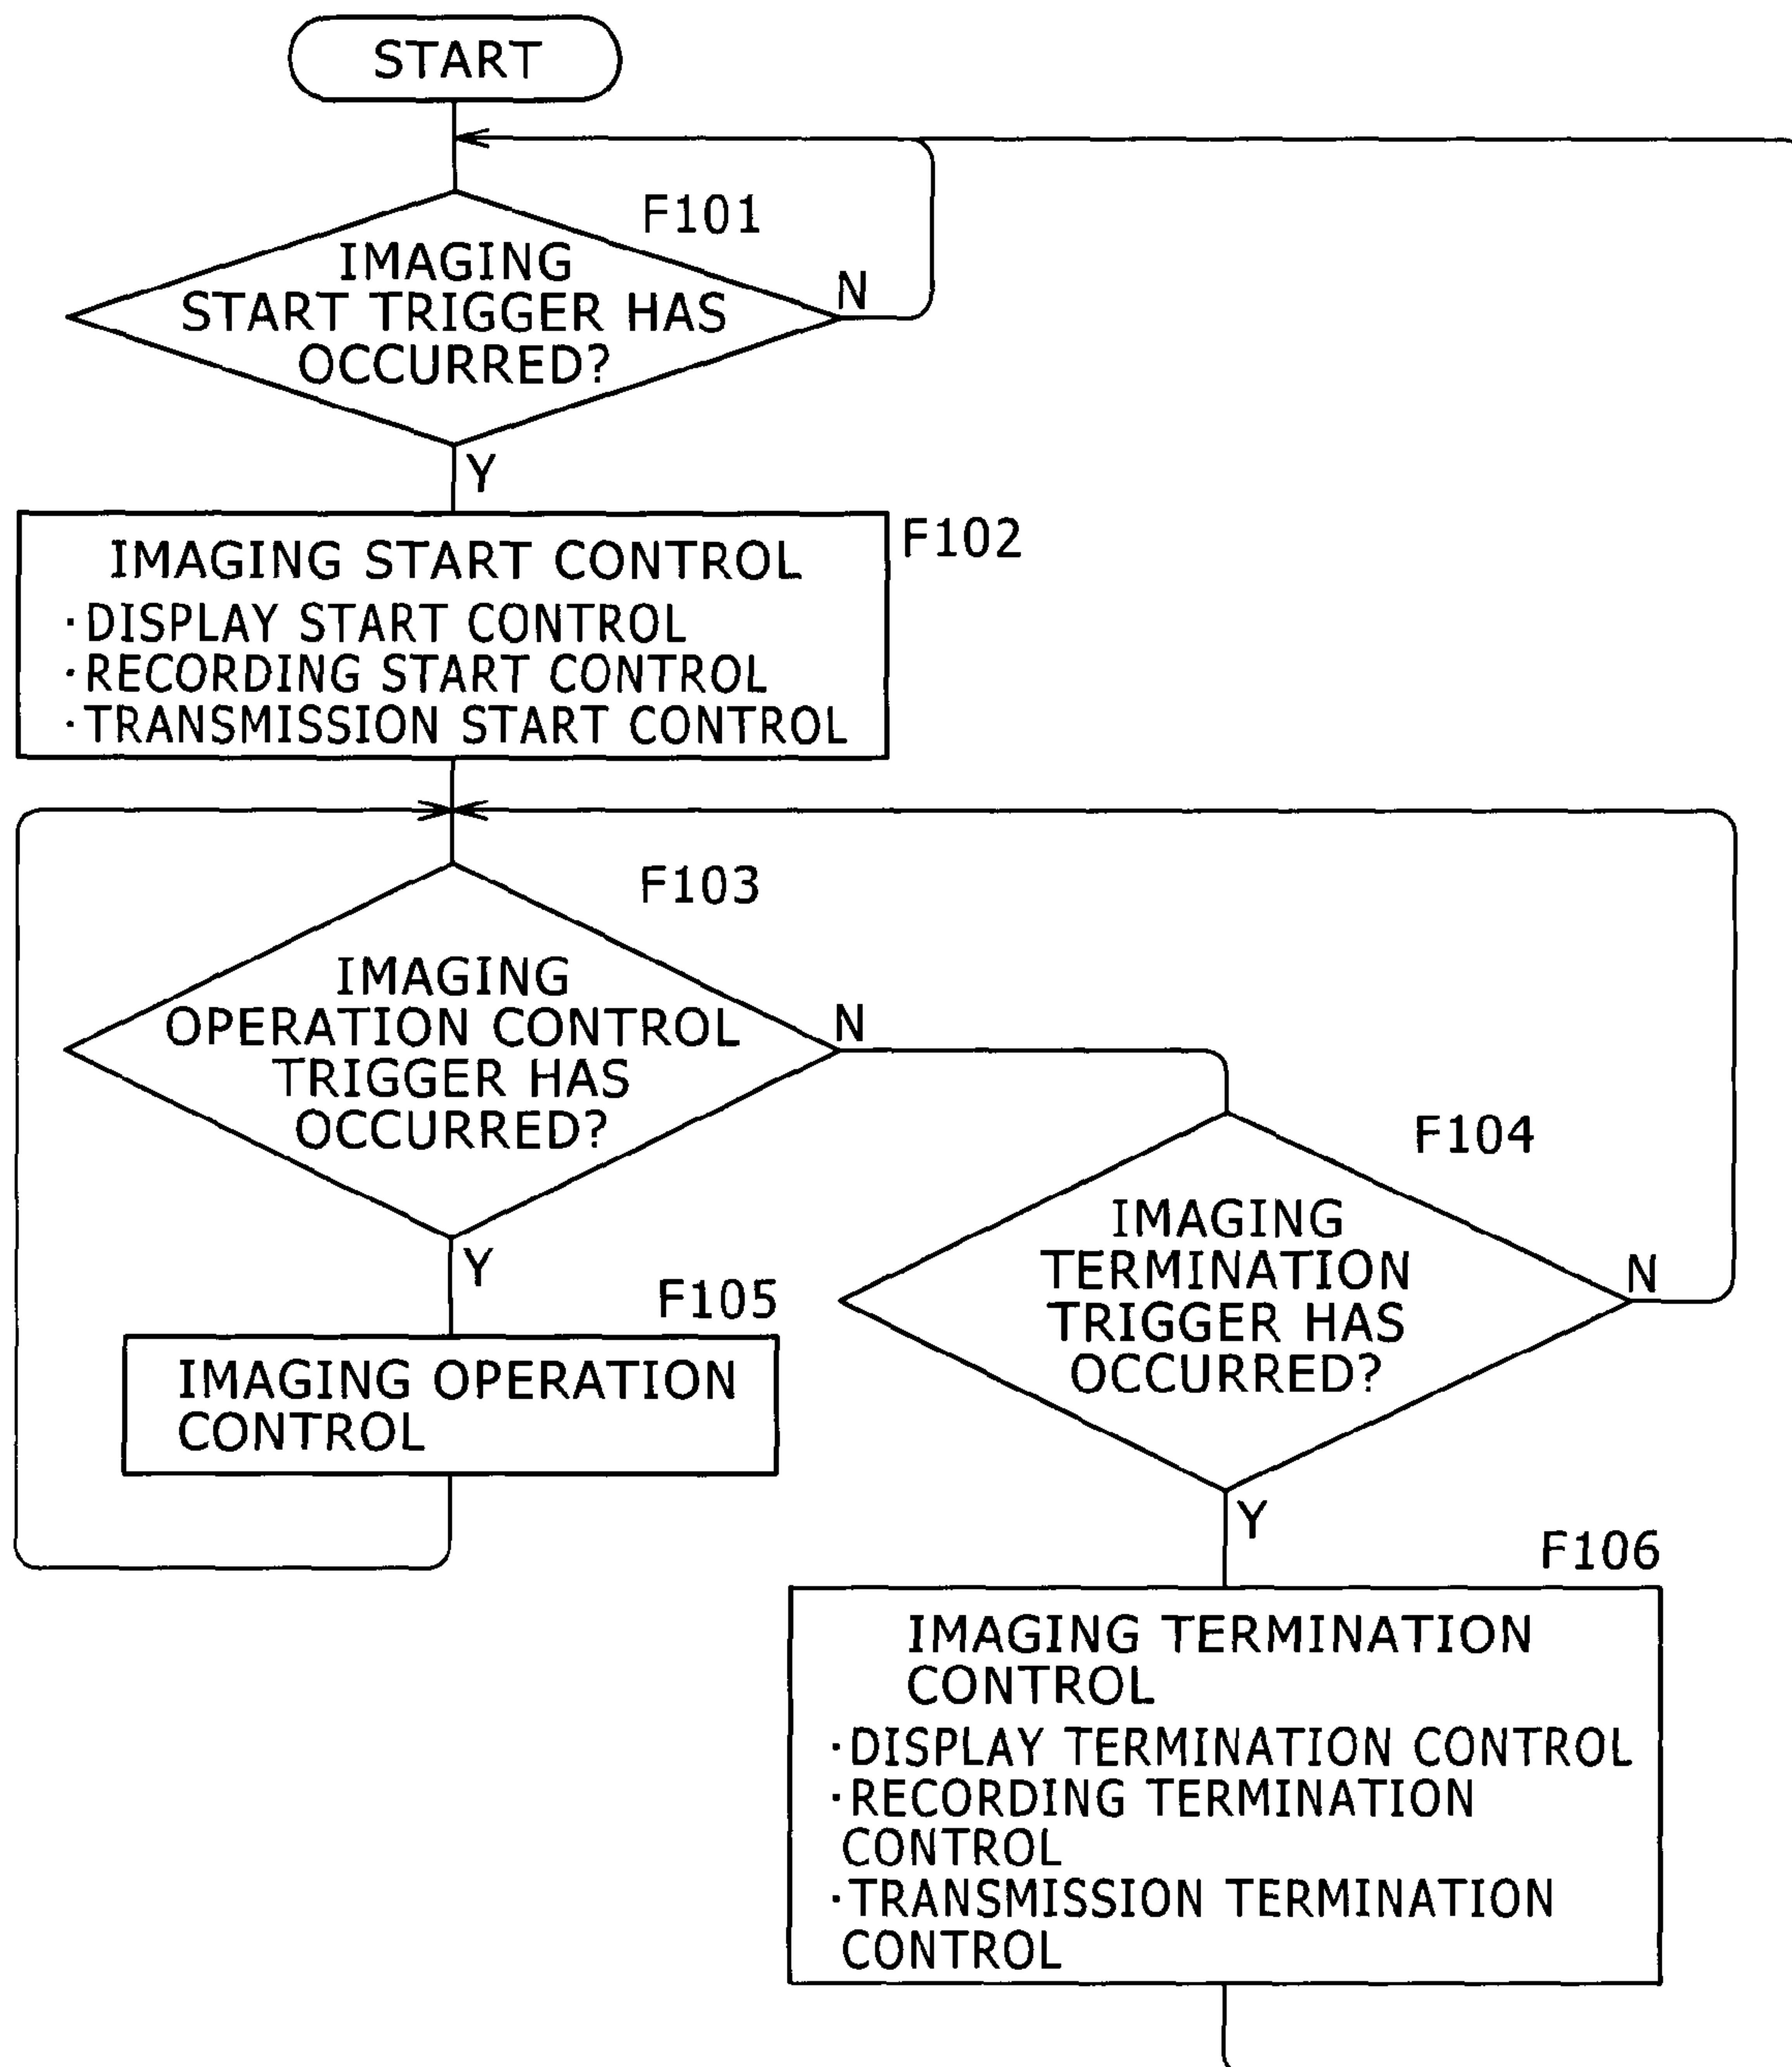 START
F101
IMAGING
START TRIGGER HAS
OCCURRED?
N
Y
F102
IMAGING START CONTROL
·DISPLAY START CONTROL
·RECORDING START CONTROL
·TRANSMISSION START CONTROL
F103
IMAGING
OPERATION CONTROL
TRIGGER HAS
OCCURRED?
N
Y
F104
IMAGING
TERMINATION
TRIGGER HAS
OCCURRED?
N
Y
F105
IMAGING OPERATION
CONTROL
F106
IMAGING TERMINATION
CONTROL
·DISPLAY TERMINATION CONTROL
·RECORDING TERMINATION
CONTROL
·TRANSMISSION TERMINATION
CONTROL